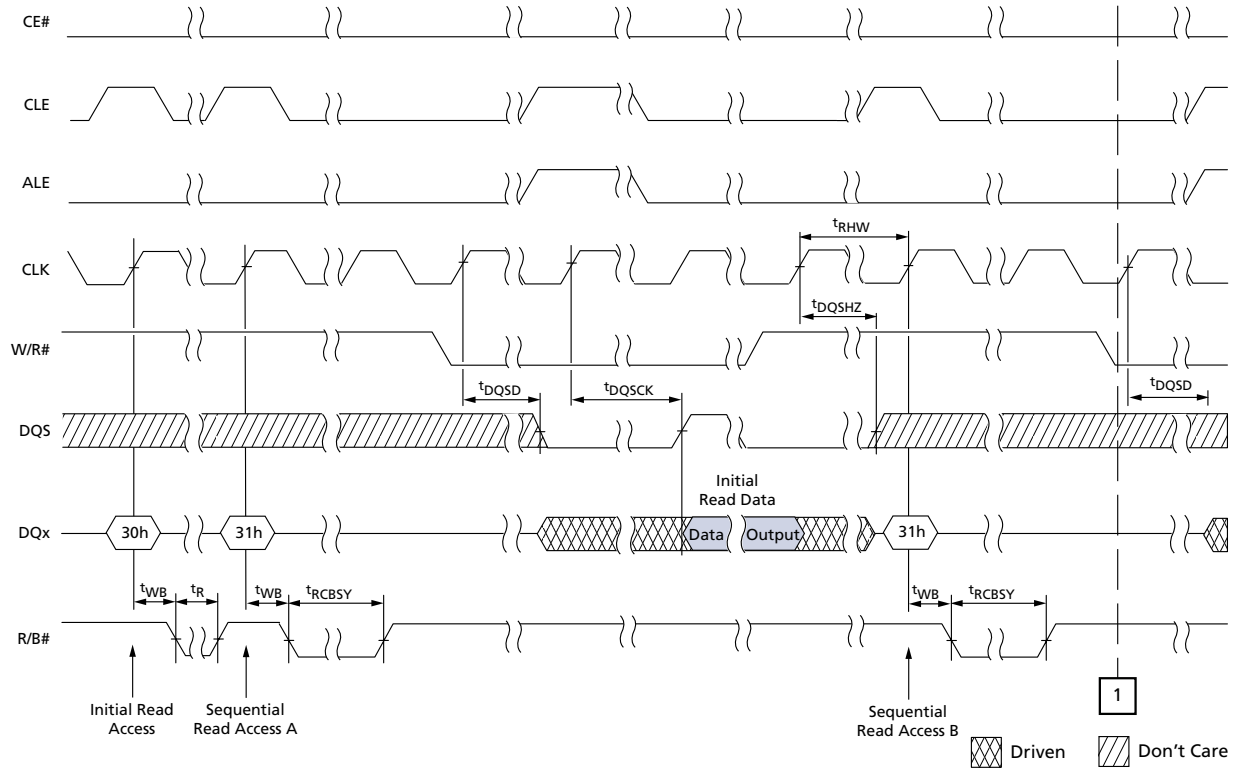 CE#
CLE
ALE
tRHW
CLK
tDQSHZ
W/R#
tDQSD
tDQSCK
tDQSD
DQS
Initial
Read Data
DQx
30h
31h
Data
Output
31h
tWB
tR
tWB
tRCBSY
tWB
tRCBSY
R/B#
Initial Read
Access
Sequential
Read Access A
Sequential
Read Access B
1
Driven
Don't Care